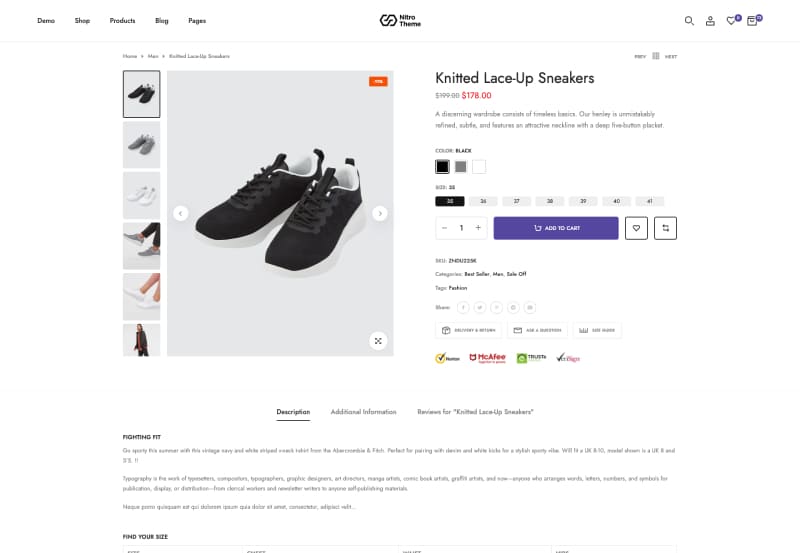 Demo Shop Products Blog Pages
Nitro
Theme
Home Men Knitted Lace-Up Sneakers
PREV NEXT
Knitted Lace-Up Sneakers
$199.00 $178.00
A discerning wardrobe consists of timeless basics. Our henley is unmistakably
refined, subtle, and features an attractive neckline with a deep five-button placket.
COLOR: BLACK
SIZE: 35
35 36 37 38 39 40 41
− 1 + ADD TO CART
SKU: ZNDU225K
Categories: Best Seller, Men, Sale Off
Tags: Fashion
Share:
DELIVERY & RETURN ASK A QUESTION SIZE GUIDE
Norton McAfee TRUSTe VeriSign
Description Additional Information Reviews for "Knitted Lace-Up Sneakers"
FIGHTING FIT
Go sporty this summer with this vintage navy and white striped v-neck t-shirt from the Abercrombie & Fitch. Perfect for pairing with denim and white kicks for a stylish sporty vibe. Will fit a UK 8-10, model shown is a UK 8 and
5'5. !!
Typography is the work of typesetters, compositors, typographers, graphic designers, art directors, manga artists, comic book artists, graffiti artists, and now—anyone who arranges words, letters, numbers, and symbols for
publication, display, or distribution—from clerical workers and newsletter writers to anyone self-publishing materials.
Neque porro quisquam est qui dolorem ipsum quia dolor sit amet, consectetur, adipisci velit…
FIND YOUR SIZE